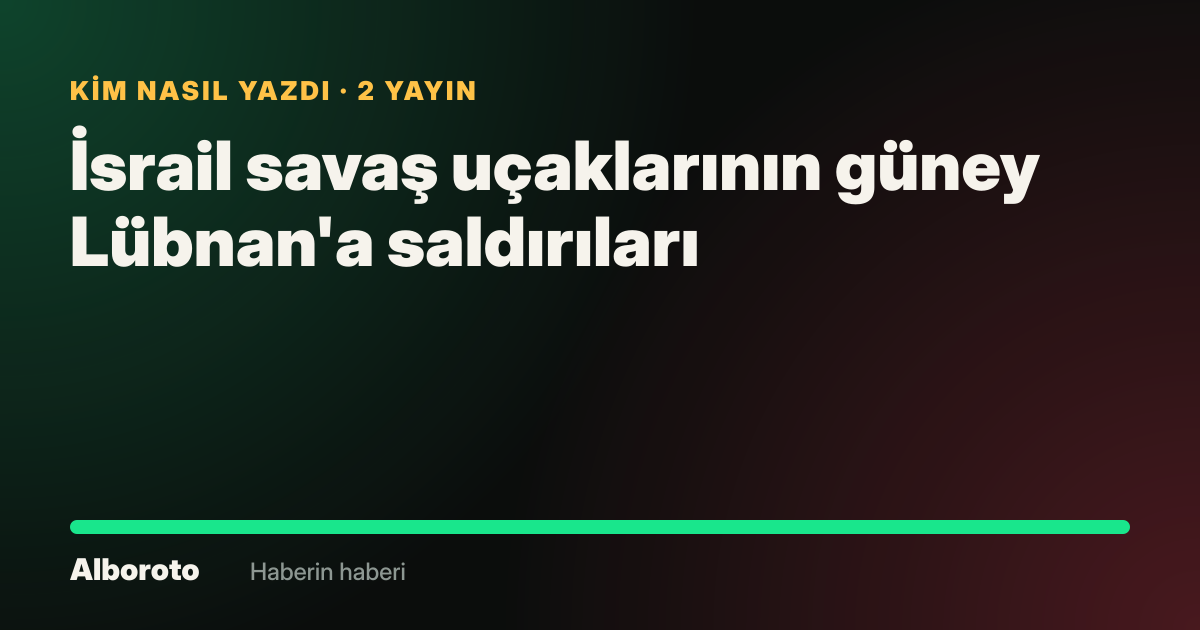 KİM NASIL YAZDI · 2 YAYIN
İsrail savaş uçaklarının güney
Lübnan'a saldırıları
Alboroto
Haberin haberi